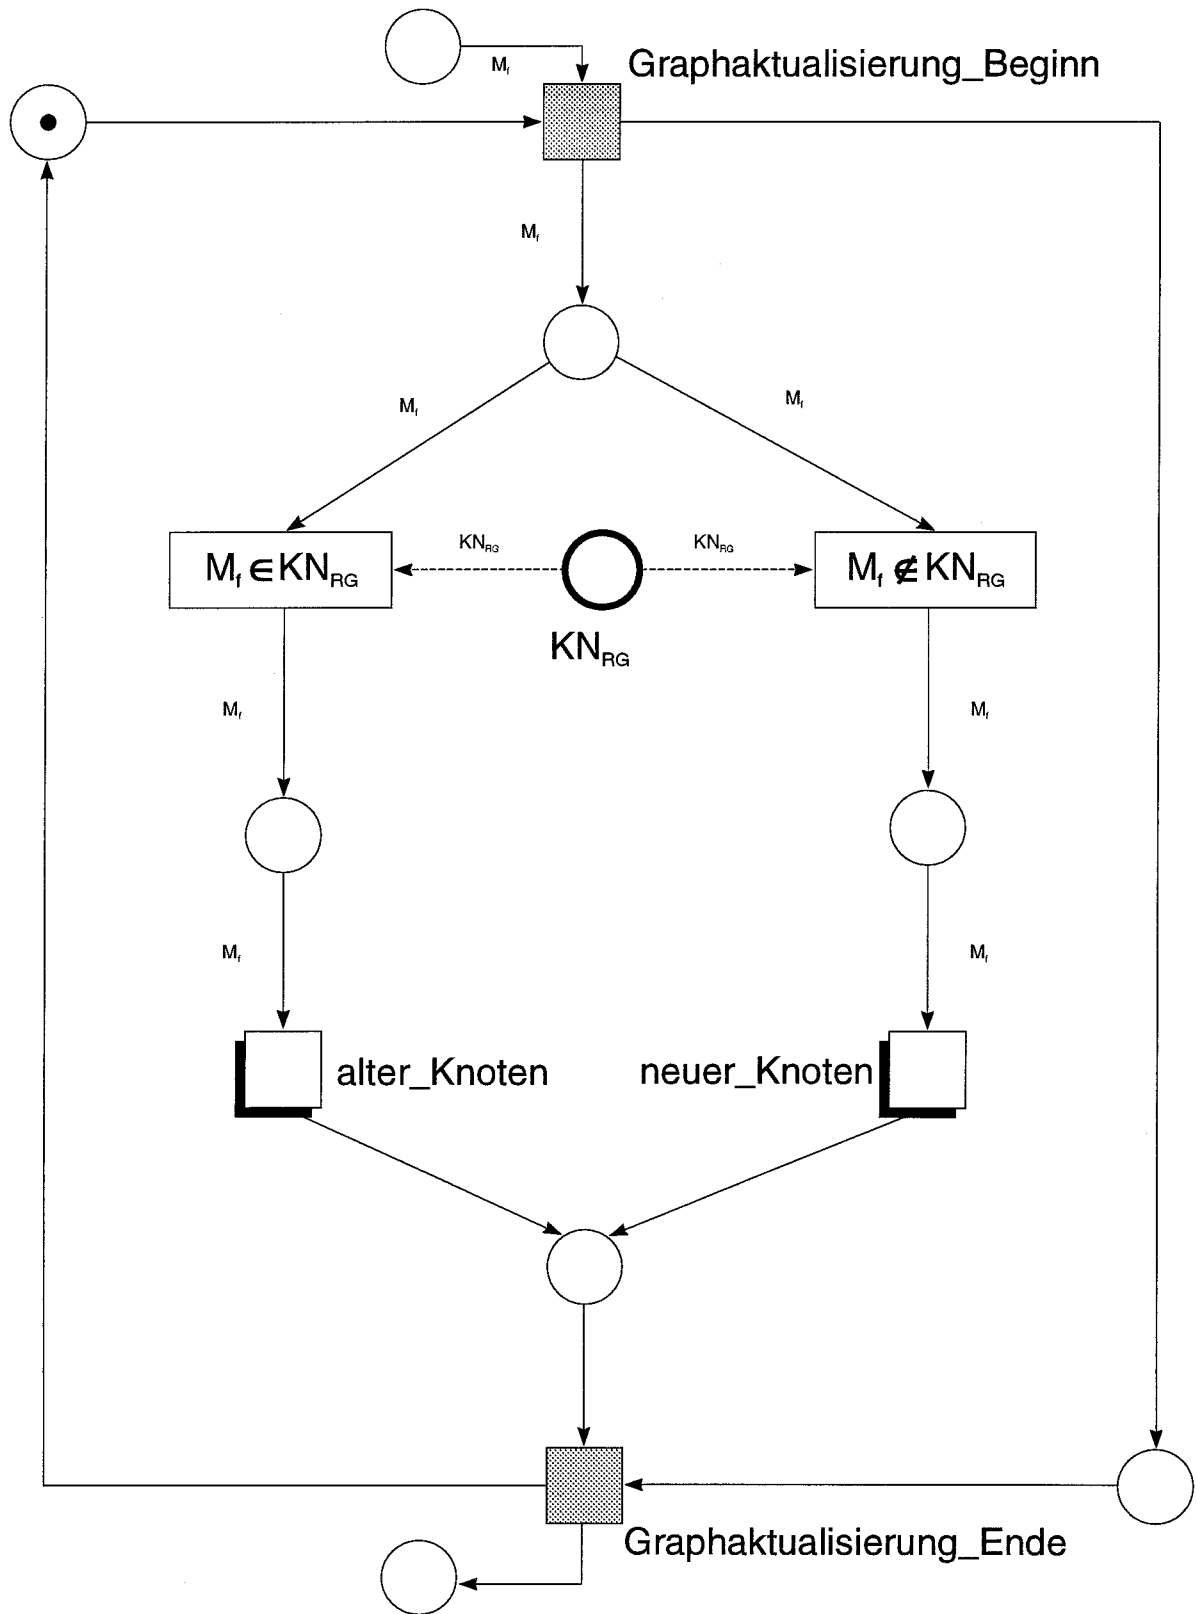 M_f
Graphaktualisierung_Beginn
M_f
M_f
M_f
M_f ∈ KN_RG
KN_RG
KN_RG
M_f ∉ KN_RG
KN_RG
M_f
M_f
M_f
M_f
alter_Knoten
neuer_Knoten
Graphaktualisierung_Ende